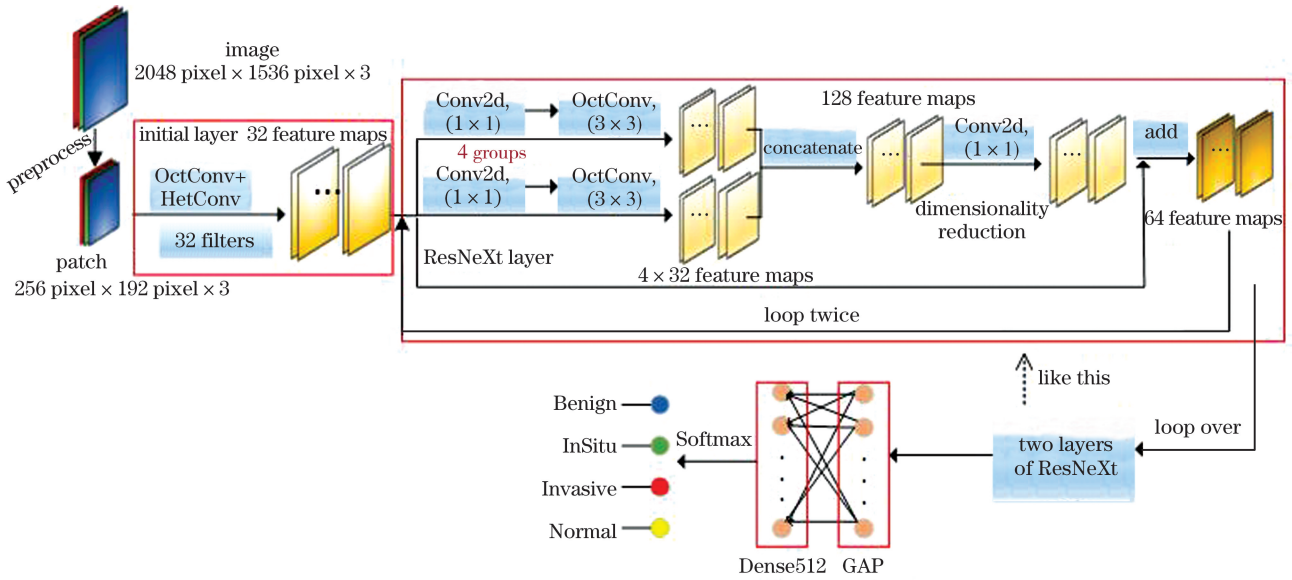 image
2048 pixel × 1536 pixel × 3
preprocess
patch
256 pixel × 192 pixel × 3
initial layer 32 feature maps
OctConv+
HetConv
32 filters
Conv2d,
(1 × 1)
OctConv,
(3 × 3)
4 groups
Conv2d,
(1 × 1)
OctConv,
(3 × 3)
ResNeXt layer
...
...
4 × 32 feature maps
concatenate
128 feature maps
...
Conv2d,
(1 × 1)
dimensionality
reduction
...
add
...
64 feature maps
loop twice
like this
loop over
two layers
of ResNeXt
GAP
Dense512
Softmax
Benign
InSitu
Invasive
Normal